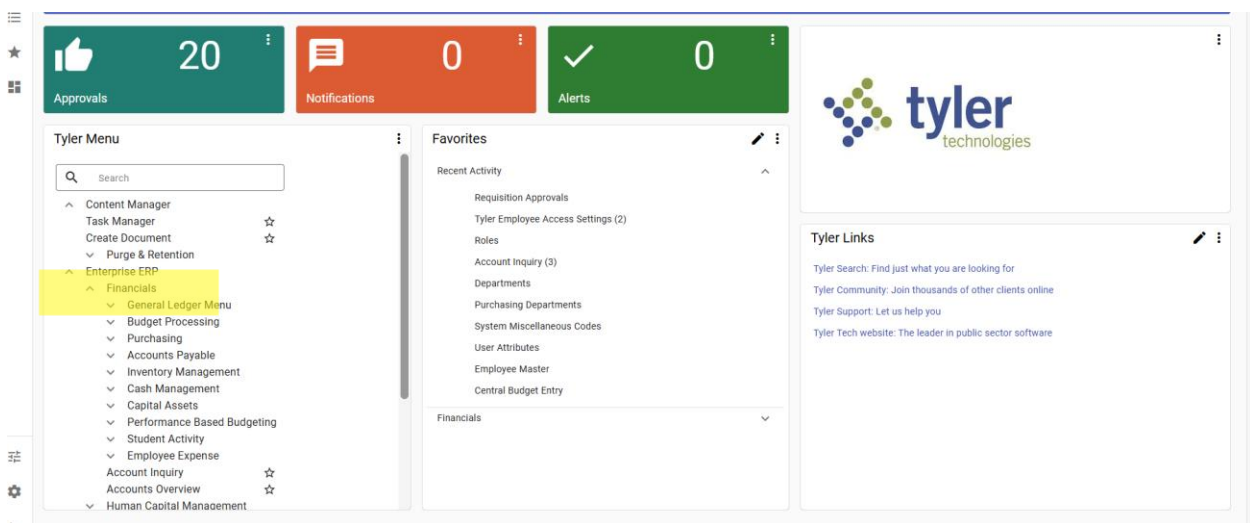 20
Approvals
0
Notifications
0
Alerts
tyler
technologies
Tyler Menu
Search
Content Manager
Task Manager
Create Document
Purge & Retention
Enterprise ERP
Financials
General Ledger Menu
Budget Processing
Purchasing
Accounts Payable
Inventory Management
Cash Management
Capital Assets
Performance Based Budgeting
Student Activity
Employee Expense
Account Inquiry
Accounts Overview
Human Capital Management
Favorites
Recent Activity
Requisition Approvals
Tyler Employee Access Settings (2)
Roles
Account Inquiry (3)
Departments
Purchasing Departments
System Miscellaneous Codes
User Attributes
Employee Master
Central Budget Entry
Financials
Tyler Links
Tyler Search: Find just what you are looking for
Tyler Community: Join thousands of other clients online
Tyler Support: Let us help you
Tyler Tech website: The leader in public sector software